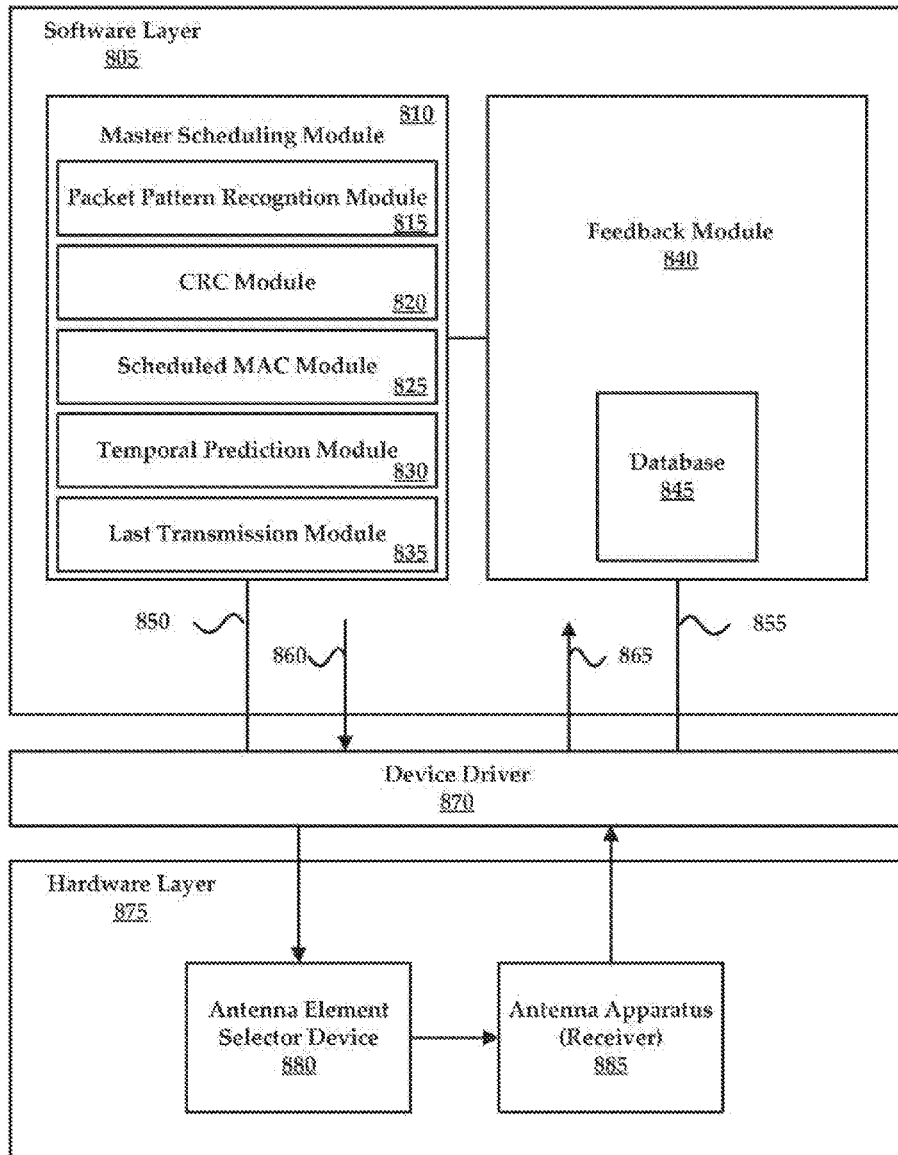 Software Layer
805
810
Master Scheduling Module
Packet Pattern Recogntion Module
815
CRC Module
820
Scheduled MAC Module
825
Temporal Prediction Module
830
Last Transmission Module
835
Feedback Module
840
Database
845
850
860
865
855
Device Driver
870
Hardware Layer
875
Antenna Element
Selector Device
880
Antenna Apparatus
(Receiver)
885